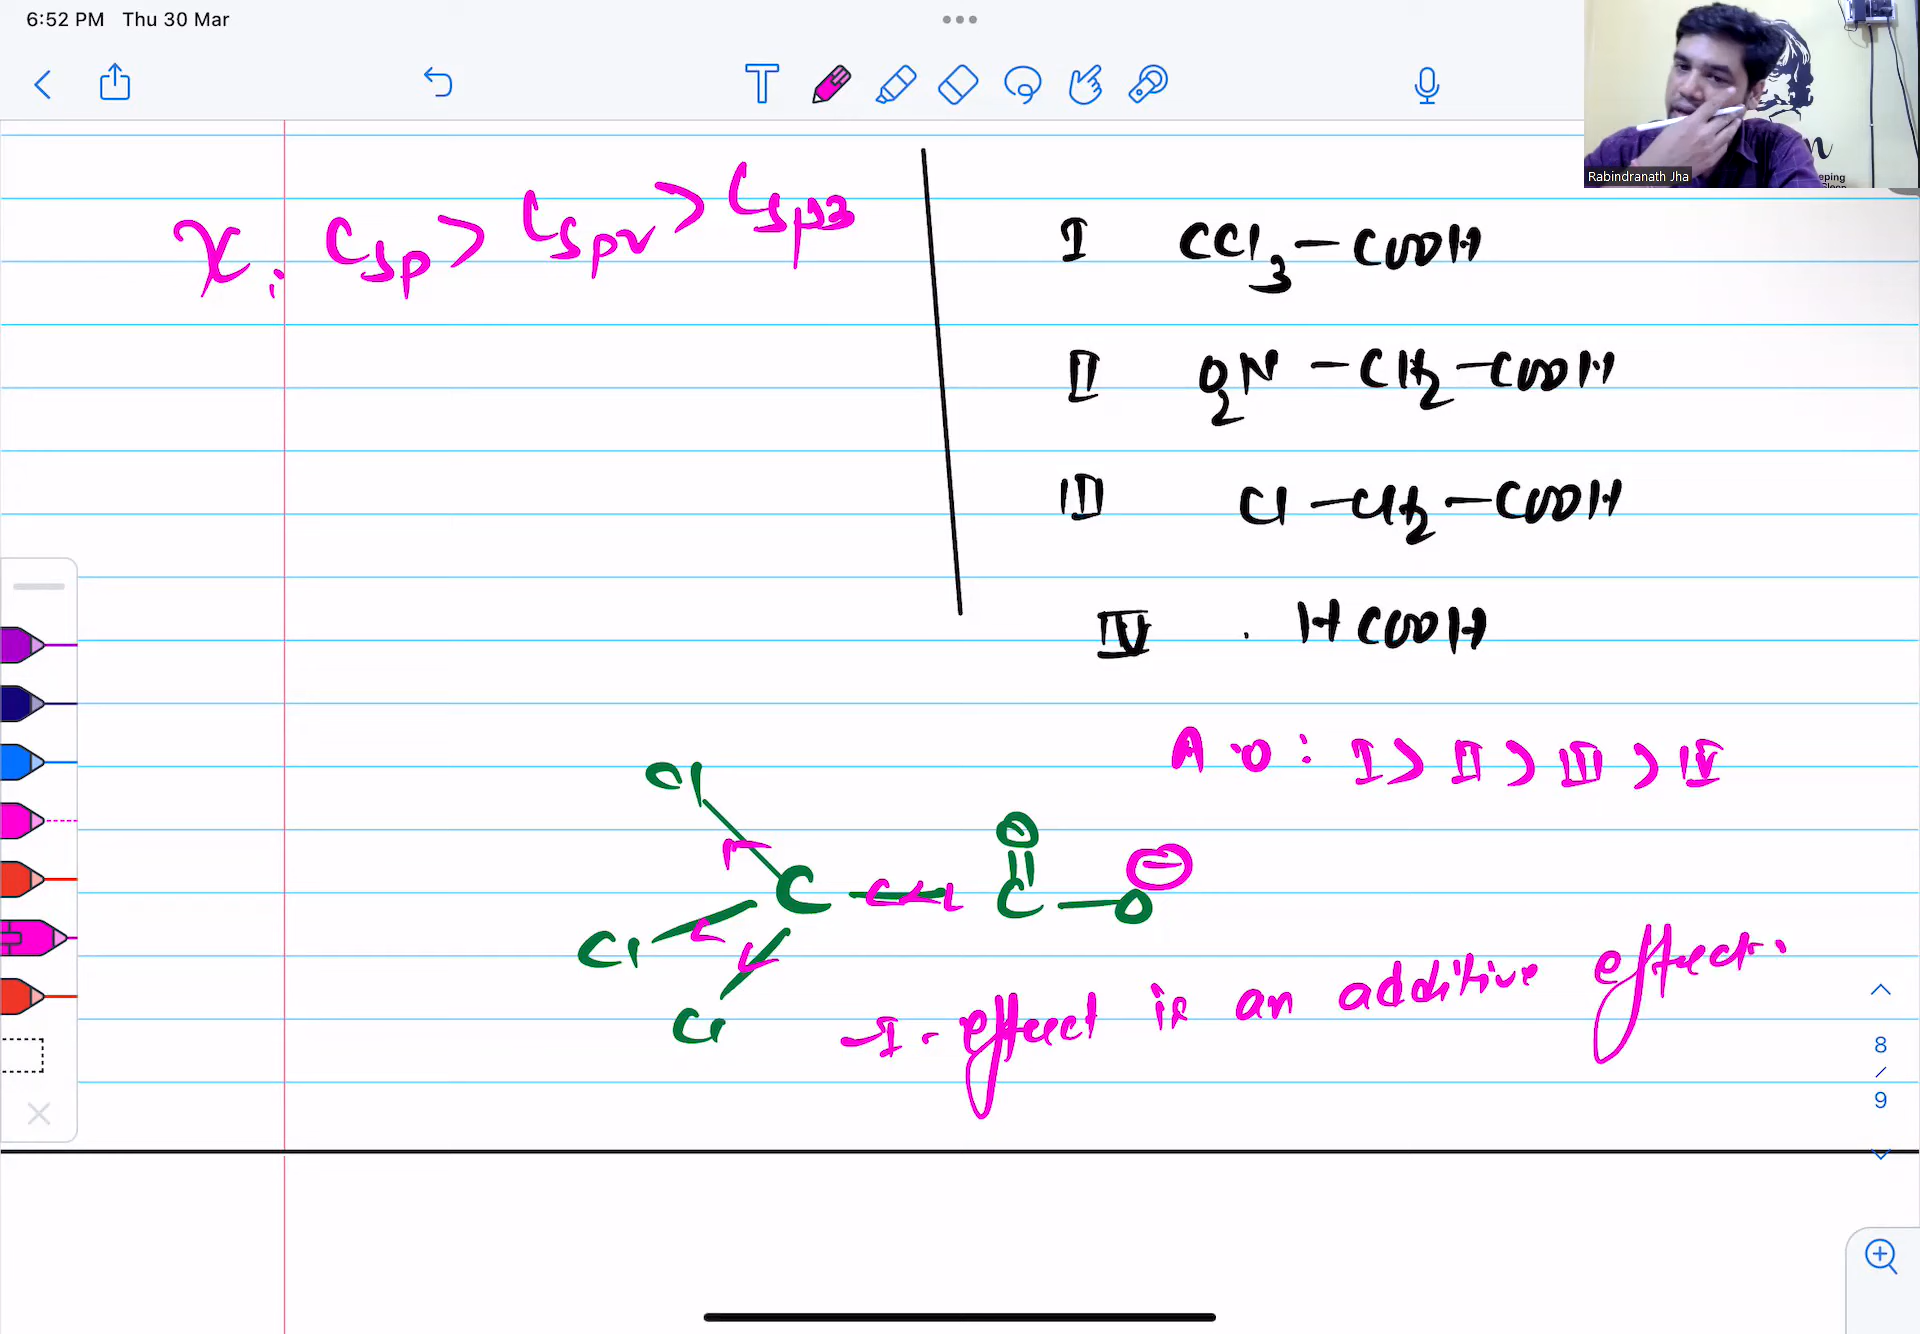 6:52 PM Thu 30 Mar
Rabindranath Jha
χ: Csp > Csp2 > Csp3
I CCl3 – COOH
II O2N – CH2 – COOH
III Cl – CH2 – COOH
IV HCOOH
A.O: I > II > III > IV
Cl
O
⊖
C C O
Cl
Cl
-I. effect is an additive effect.
8
/
9